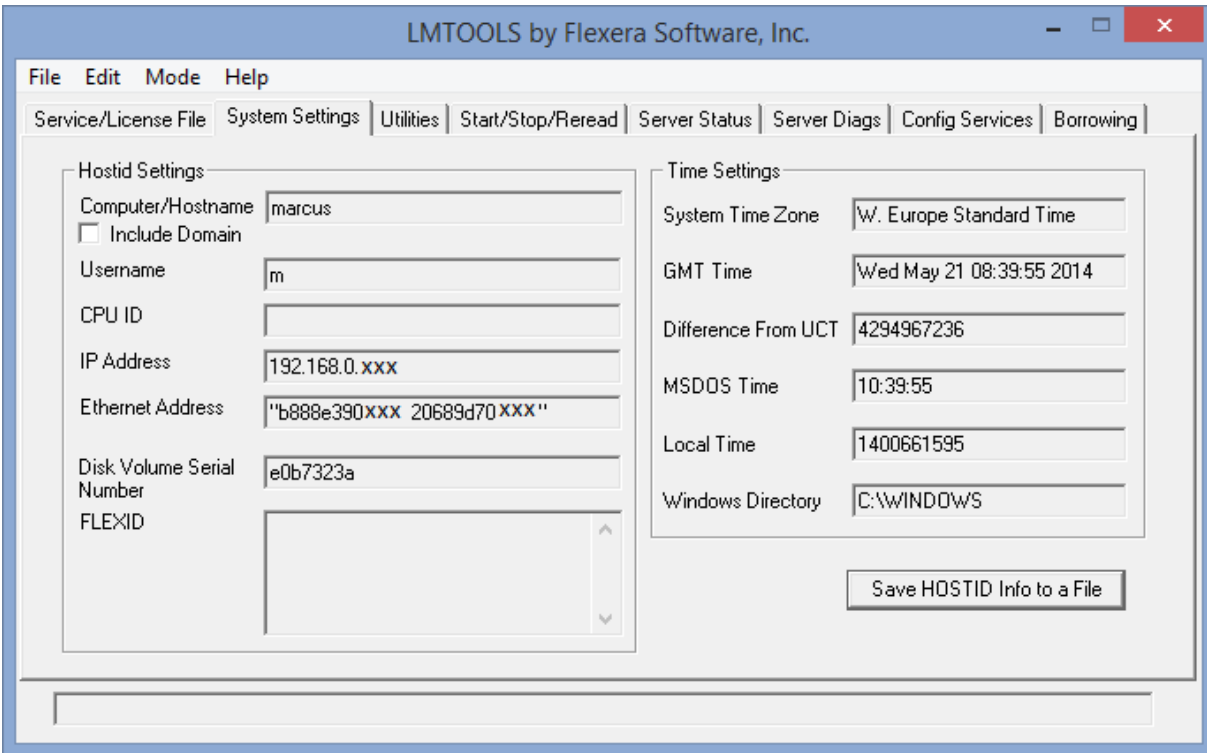 LMTOOLS by Flexera Software, Inc.
File Edit Mode Help
Service/License File System Settings Utilities Start/Stop/Reread Server Status Server Diags Config Services Borrowing
Hostid Settings
Computer/Hostname marcus
Include Domain
Username m
CPU ID
IP Address 192.168.0.xxx
Ethernet Address "b888e390xxx 20689d70xxx"
Disk Volume Serial
Number e0b7323a
FLEXID
Time Settings
System Time Zone W. Europe Standard Time
GMT Time Wed May 21 08:39:55 2014
Difference From UCT 4294967236
MSDOS Time 10:39:55
Local Time 1400661595
Windows Directory C:\WINDOWS
Save HOSTID Info to a File